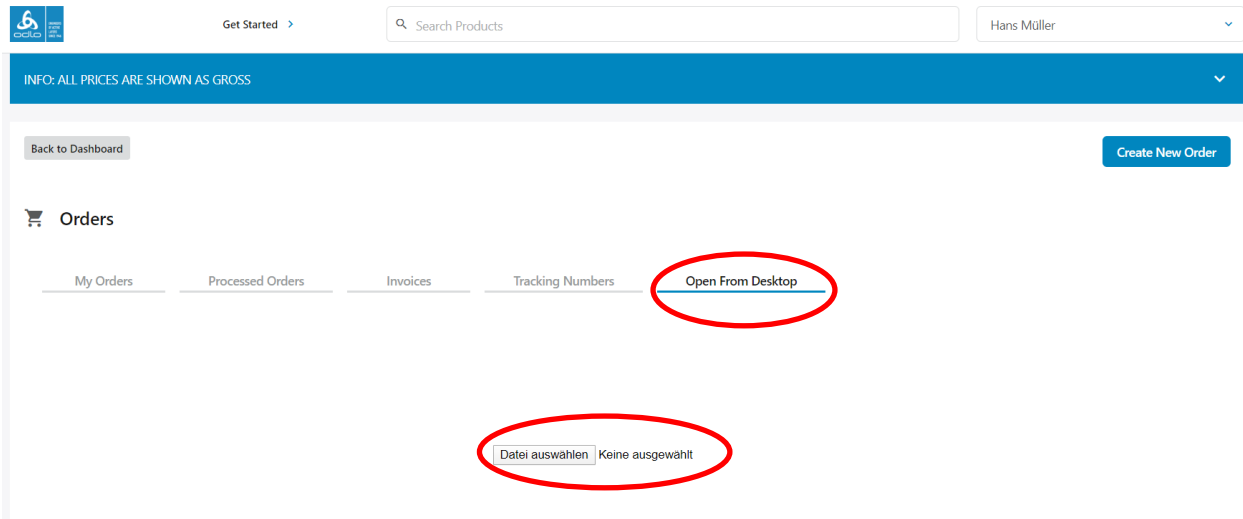 odlo
Get Started >
Search Products
Hans Müller
INFO: ALL PRICES ARE SHOWN AS GROSS
Back to Dashboard
Create New Order
Orders
My Orders Processed Orders Invoices Tracking Numbers Open From Desktop
Datei auswählen Keine ausgewählt